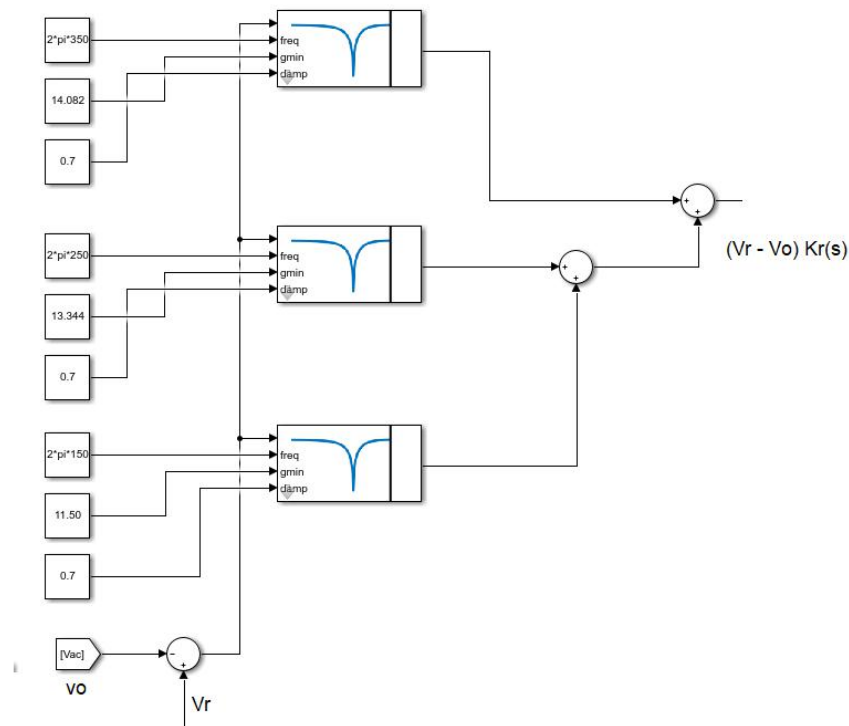 2*pi*350
freq
gmin
14.082
damp
0.7
+
+
2*pi*250
freq
(Vr - Vo) Kr(s)
gmin
+
+
13.344
damp
0.7
2*pi*150
freq
gmin
11.50
damp
0.7
[Vac]
-
+
vo
Vr